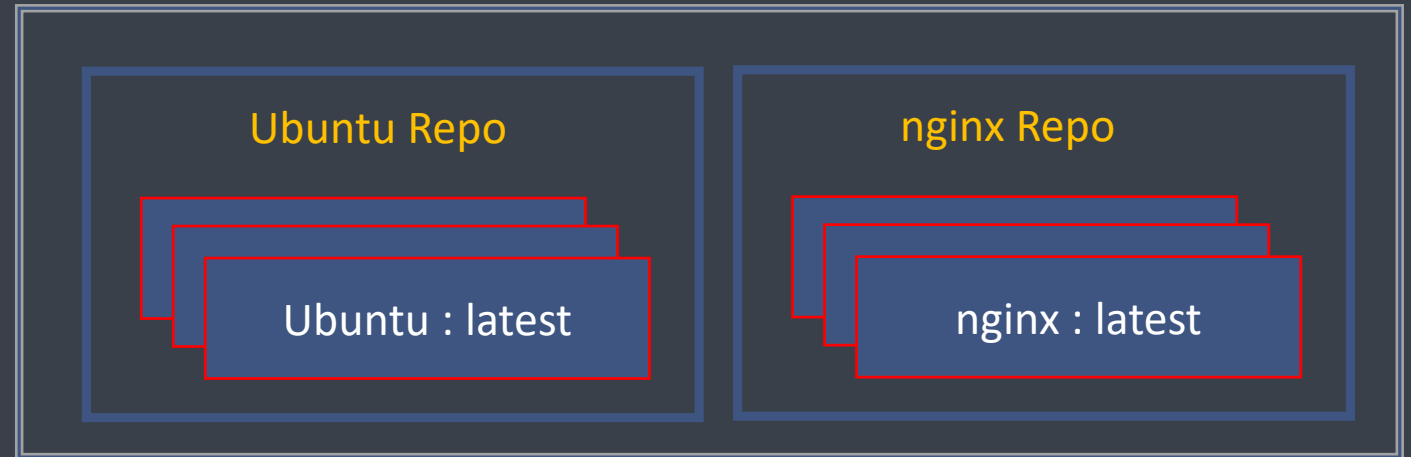 Ubuntu Repo
Ubuntu : latest
nginx Repo
nginx : latest